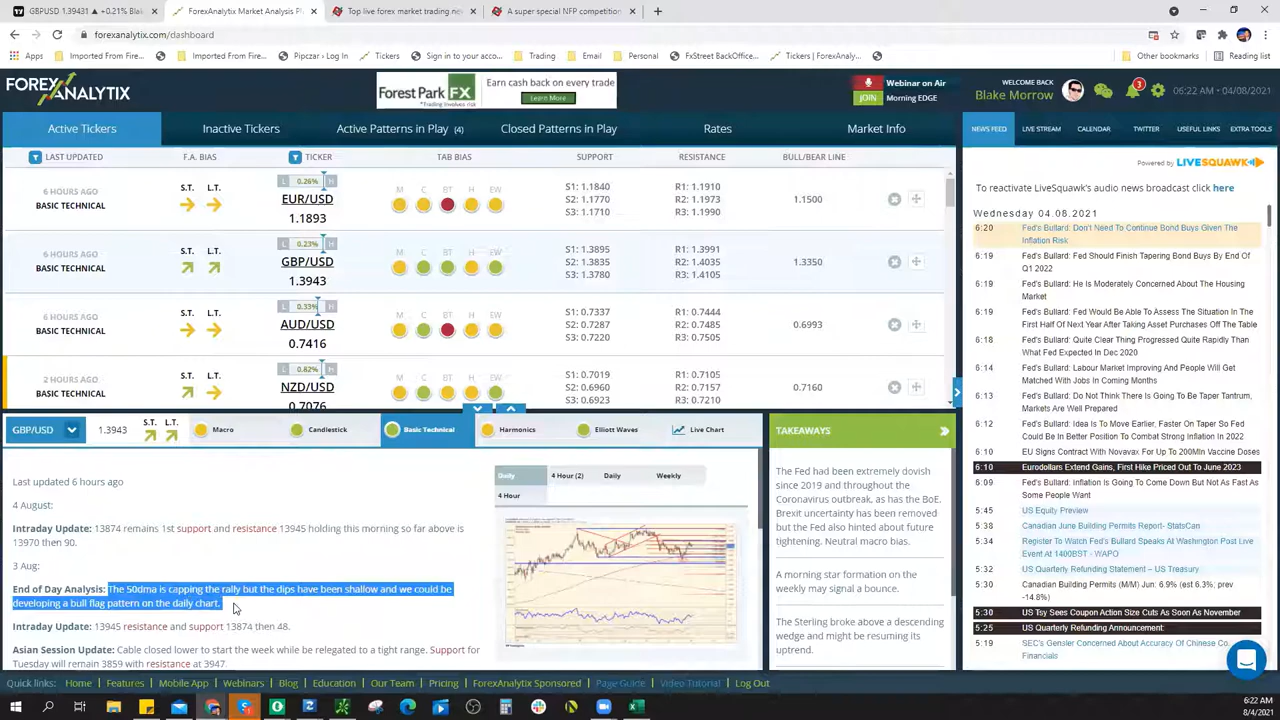 GBPUSD 1.39431 ▲ +0.21% Blak
ForexAnalytix Market Analysis Pl
Top live forex market trading ne
A super special NFP competition
forexanalytix.com/dashboard
Apps
Imported From Fire...
Imported From Fire...
Pipczar › Log In
Tickers
Sign in to your acco...
Trading
Email
Personal
FxStreet BackOffice...
Tickers | ForexAnaly...
Other bookmarks
Reading list
FOREX ANALYTIX
Forest Park FX
*Trading Involves risk
Earn cash back on every trade
Learn More
Webinar on Air
JOIN Morning EDGE
WELCOME BACK
Blake Morrow
3
06:22 AM | 04/08/2021
Active Tickers
Inactive Tickers
Active Patterns in Play (4)
Closed Patterns in Play
Rates
Market Info
NEWS FEED
LIVE STREAM
CALENDAR
TWITTER
USEFUL LINKS
EXTRA TOOLS
LAST UPDATED
F.A. BIAS
TICKER
TAB BIAS
SUPPORT
RESISTANCE
BULL/BEAR LINE
6 HOURS AGO
BASIC TECHNICAL
S.T. L.T.
L 0.26% H
EUR/USD
1.1893
M C BT H EW
S1: 1.1840
S2: 1.1770
S3: 1.1710
R1: 1.1910
R2: 1.1973
R3: 1.1990
1.1500
6 HOURS AGO
BASIC TECHNICAL
S.T. L.T.
L 0.23% H
GBP/USD
1.3943
M C BT H EW
S1: 1.3895
S2: 1.3835
S3: 1.3780
R1: 1.3991
R2: 1.4035
R3: 1.4105
1.3350
6 HOURS AGO
BASIC TECHNICAL
S.T. L.T.
L 0.33% H
AUD/USD
0.7416
M C BT H EW
S1: 0.7337
S2: 0.7287
S3: 0.7220
R1: 0.7444
R2: 0.7485
R3: 0.7505
0.6993
2 HOURS AGO
BASIC TECHNICAL
S.T. L.T.
L 0.62% H
NZD/USD
0.7076
M C BT H EW
S1: 0.7019
S2: 0.6960
S3: 0.6923
R1: 0.7105
R2: 0.7157
R3: 0.7210
0.7160
Powered by LIVESQUAWK
To reactivate LiveSquawk's audio news broadcast click here
Wednesday 04.08.2021
6:20 Fed's Bullard: Don't Need To Continue Bond Buys Given The
Inflation Risk
6:19 Fed's Bullard: Fed Should Finish Tapering Bond Buys By End Of
Q1 2022
6:19 Fed's Bullard: He Is Moderately Concerned About The Housing
Market
6:19 Fed's Bullard: Fed Would Be Able To Assess The Situation In The
First Half Of Next Year After Taking Asset Purchases Off The Table
6:18 Fed's Bullard: Quite Clear Thing Progressed Quite Rapidly Than
What Fed Expected In Dec 2020
6:14 Fed's Bullard: Labour Market Improving And People Will Get
Matched With Jobs In Coming Months
6:13 Fed's Bullard: Do Not Think There Is Going To Be Taper Tantrum,
Markets Are Well Prepared
6:12 Fed's Bullard: Idea Is To Move Earlier, Faster On Taper So Fed
Could Be In Better Position To Combat Strong Inflation In 2022
6:10 EU Signs Contract With Novavax For Up To 200Mln Vaccine Doses
6:10 Eurodollars Extend Gains, First Hike Priced Out To June 2023
6:09 Fed's Bullard: Inflation Is Going To Come Down But Not As Fast As
Some People Want
5:45 US Equity Preview
5:38 Canadian June Building Permits Report- StatsCan
5:34 Register To Watch Fed's Bullard Speaks At Washington Post Live
Event At 1400BST - WAPO
5:32 US Quarterly Refunding Statement – US Treasury
5:30 Canadian Building Permits (M/M) Jun: 6.9% (est 6.3%; prev
-14.8%)
5:30 US Tsy Sees Coupon Action Size Cuts As Soon As November
5:25 US Quarterly Refunding Announcement:
5:19 SEC's Gensler Concerned About Accuracy Of Chinese Co.
Financials
GBP/USD
1.3943
S.T. L.T.
Macro
Candlestick
Basic Technical
Harmonics
Elliott Waves
Live Chart
TAKEAWAYS
Last updated 6 hours ago
4 August:
Intraday Update: 13874 remains 1st support and resistance 13945 holding this morning so far above is
13970 then 90.
3 Aug:
End of Day Analysis: The 50dma is capping the rally but the dips have been shallow and we could be
developing a bull flag pattern on the daily chart.
Intraday Update: 13945 resistance and support 13874 then 48.
Asian Session Update: Cable closed lower to start the week while be relegated to a tight range. Support for
Tuesday will remain 3859 with resistance at 3947.
Daily
4 Hour (2)
Daily
Weekly
4 Hour
The Fed had been extremely dovish
since 2019 and throughout the
Coronavirus outbreak, as has the BoE.
Brexit uncertainty has been removed
but the Fed also hinted about future
tightening. Neutral macro bias.
A morning star formation on the
weekly may signal a bounce.
The Sterling broke above a descending
wedge and might be resuming its
uptrend.
Quick links:
Home
Features
Mobile App
Webinars
Blog
Education
Our Team
Pricing
ForexAnalytix Sponsored
Page Guide
Video Tutorial
Log Out
6:22 AM
8/4/2021